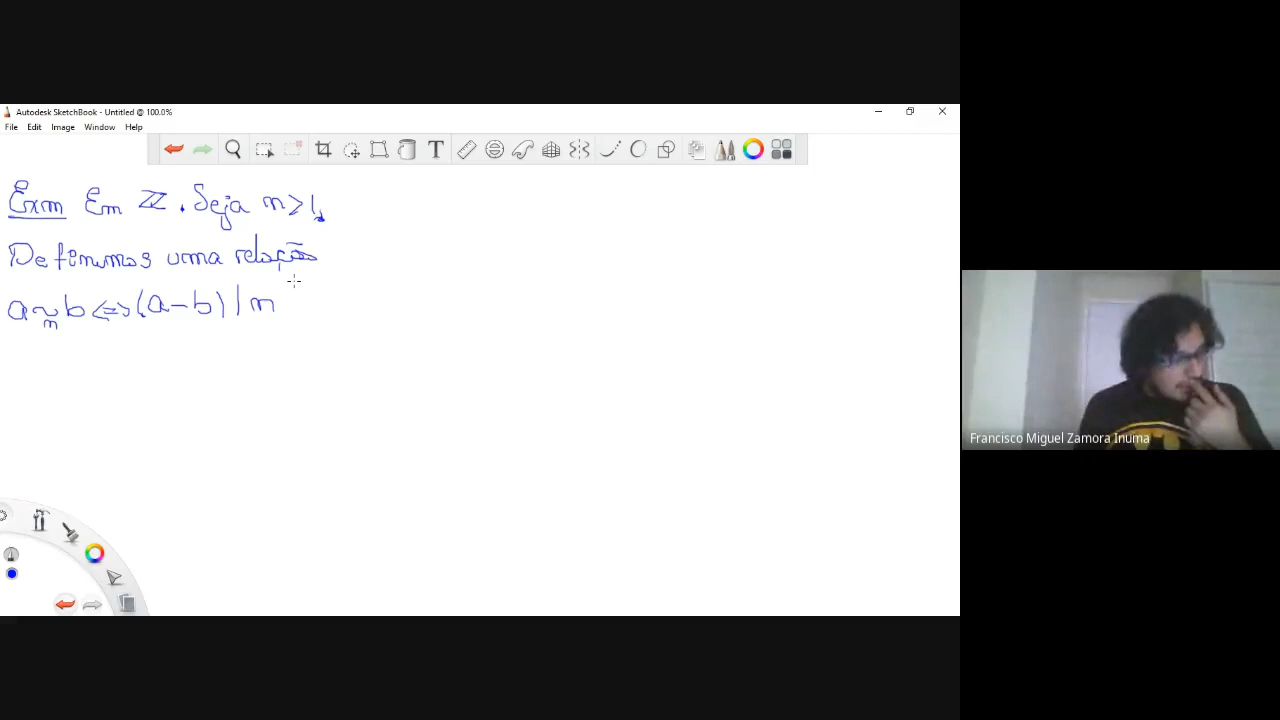 Autodesk SketchBook - Untitled @ 100.0%
File Edit Image Window Help
T
Exm Em ℤ. Seja n > 1,
Definimos uma relação
a ~n b <=> (a - b) | n
Francisco Miguel Zamora Inuma